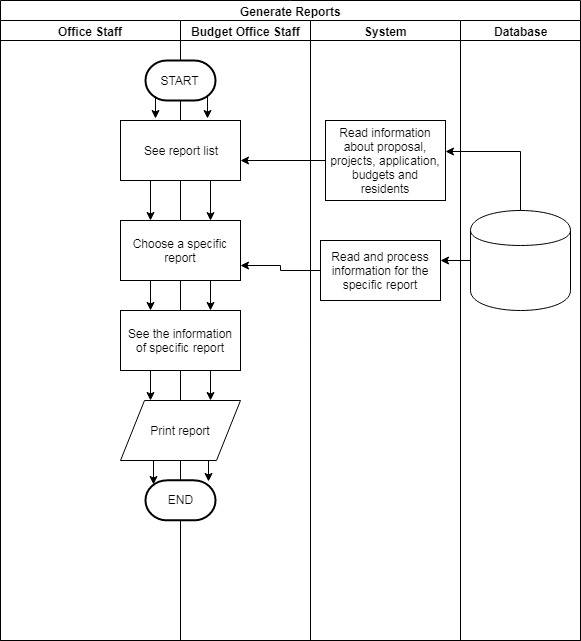 Generate Reports
Office Staff
Budget Office Staff
System
Database
START
See report list
Read information
about proposal,
projects, application,
budgets and
residents
Choose a specific
report
Read and process
information for the
specific report
See the information
of specific report
Print report
END